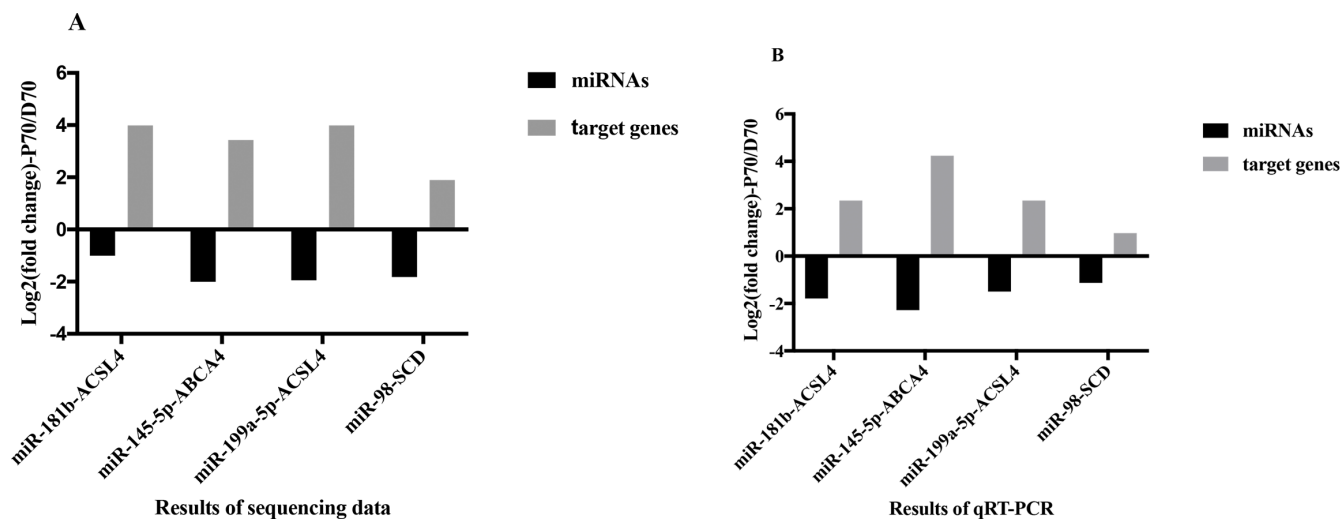 A
Log2(fold change)-P70/D70
6
4
2
0
-2
-4
miR-181b-ACSL4
miR-145-5p-ABCA4
miR-199a-5p-ACSL4
miR-98-SCD
Results of sequencing data
miRNAs
target genes
B
Log2(fold change)-P70/D70
6
4
2
0
-2
-4
miR-181b-ACSL4
miR-145-5p-ABCA4
miR-199a-5p-ACSL4
miR-98-SCD
Results of qRT-PCR
miRNAs
target genes